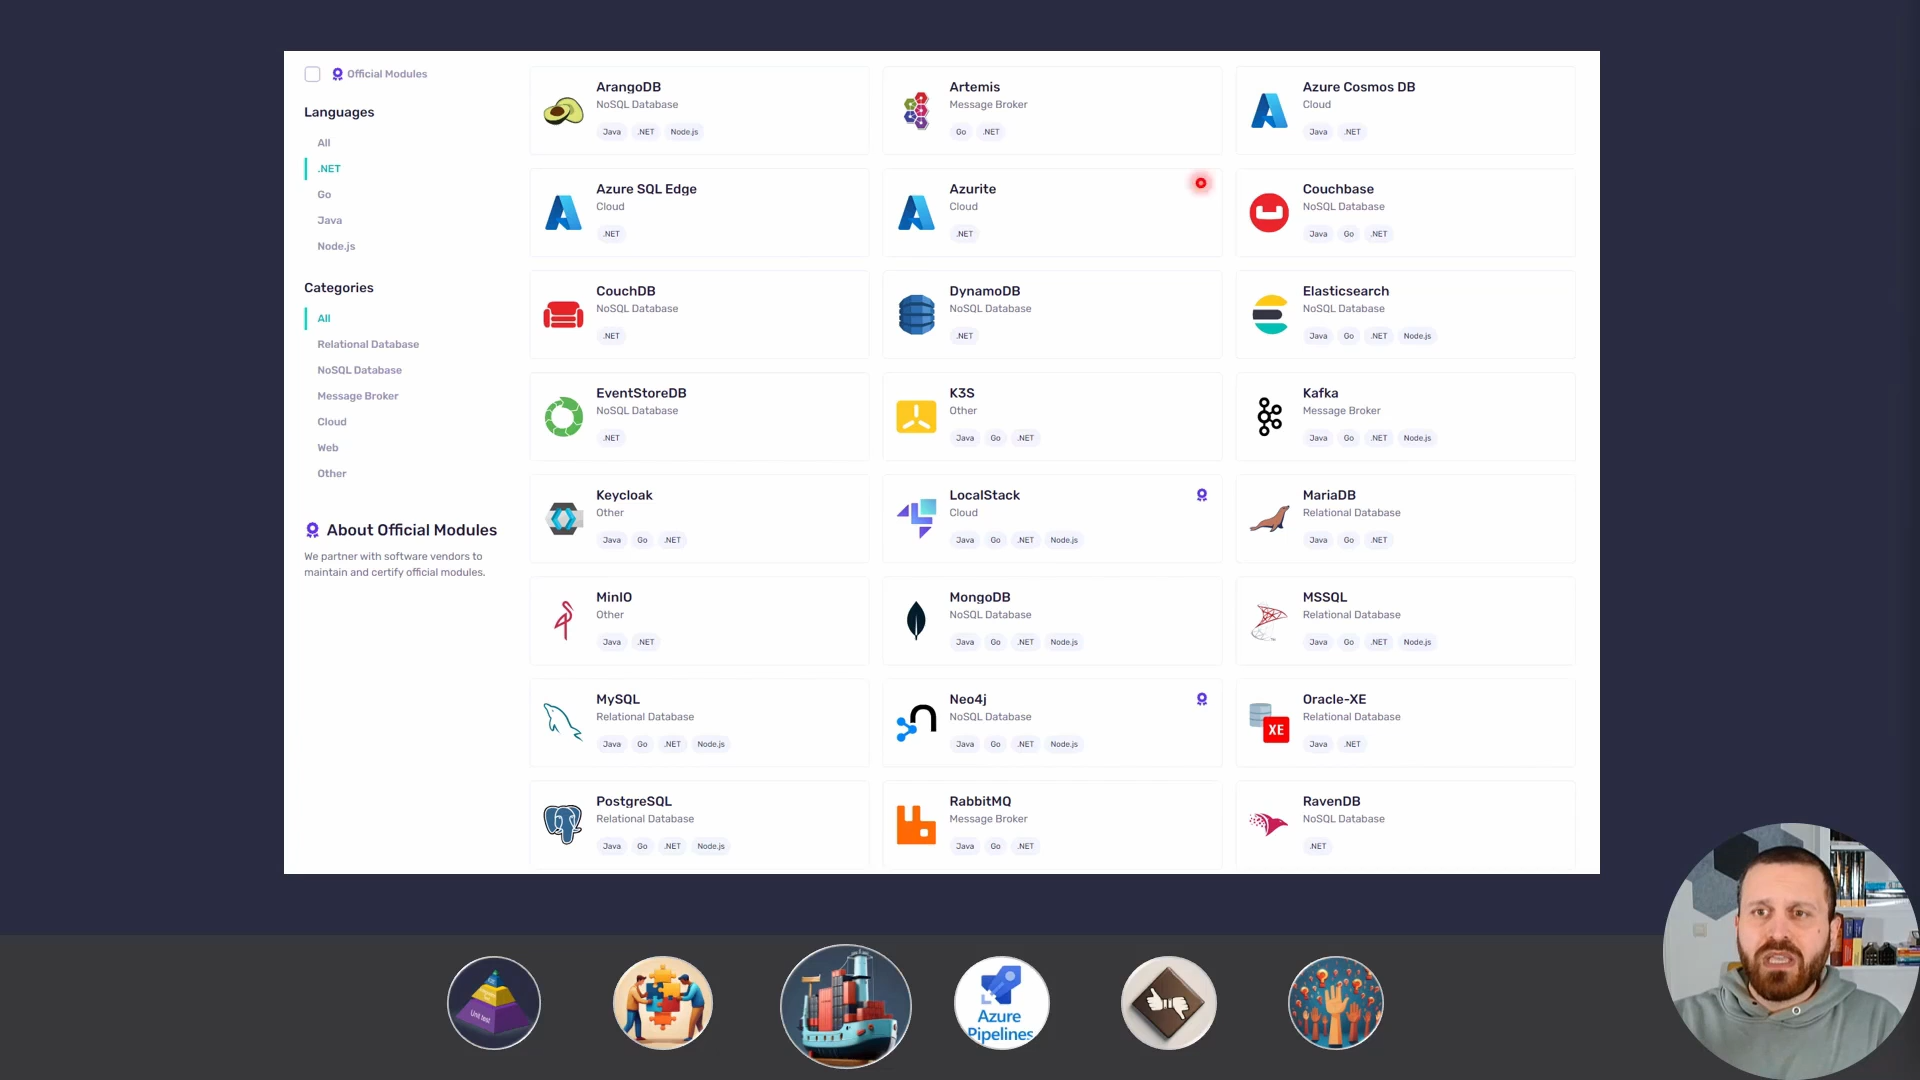 Official Modules
Languages
All
.NET
Go
Java
Node.js
Categories
All
Relational Database
NoSQL Database
Message Broker
Cloud
Web
Other
About Official Modules
We partner with software vendors to
maintain and certify official modules.
ArangoDB
NoSQL Database
Java .NET Node.js
Artemis
Message Broker
Go .NET
Azure Cosmos DB
Cloud
Java .NET
Azure SQL Edge
Cloud
.NET
Azurite
Cloud
.NET
Couchbase
NoSQL Database
Java Go .NET
CouchDB
NoSQL Database
.NET
DynamoDB
NoSQL Database
.NET
Elasticsearch
NoSQL Database
Java Go .NET Node.js
EventStoreDB
NoSQL Database
.NET
K3S
Other
Java Go .NET
Kafka
Message Broker
Java Go .NET Node.js
Keycloak
Other
Java Go .NET
LocalStack
Cloud
Java Go .NET Node.js
MariaDB
Relational Database
Java Go .NET
MinIO
Other
Java .NET
MongoDB
NoSQL Database
Java Go .NET Node.js
MSSQL
Relational Database
Java Go .NET Node.js
MySQL
Relational Database
Java Go .NET Node.js
Neo4j
NoSQL Database
Java Go .NET Node.js
XE
Oracle-XE
Relational Database
Java .NET
PostgreSQL
Relational Database
Java Go .NET Node.js
RabbitMQ
Message Broker
Java Go .NET
RavenDB
NoSQL Database
.NET
Unit test
Azure
Pipelines